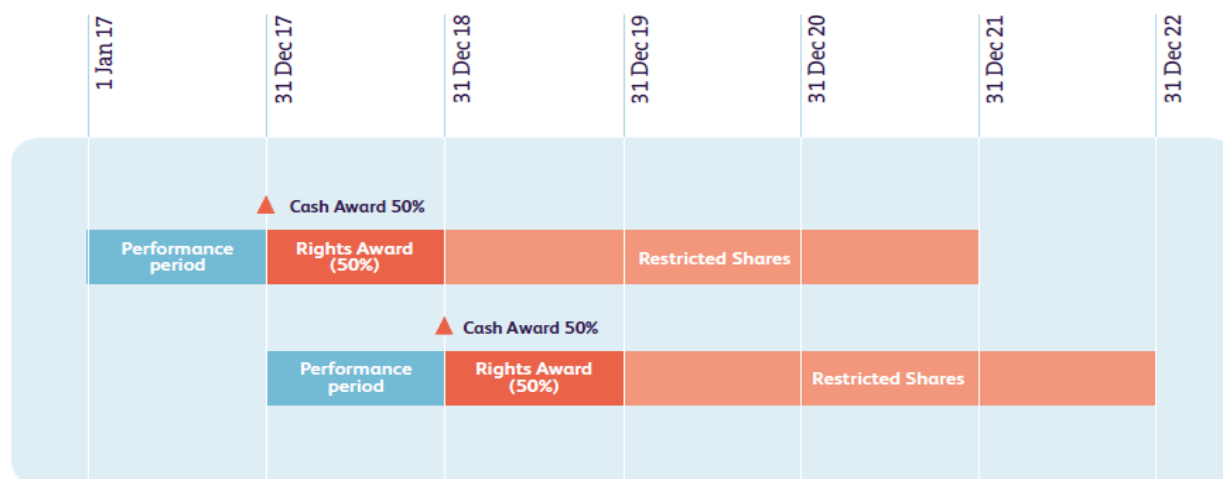 1 Jan 17
31 Dec 17
31 Dec 18
31 Dec 19
31 Dec 20
31 Dec 21
31 Dec 22
Cash Award 50%
Performance
period
Rights Award
(50%)
Restricted Shares
Cash Award 50%
Performance
period
Rights Award
(50%)
Restricted Shares